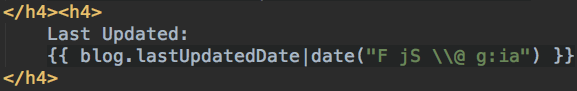 </h4><h4>
Last Updated:
{{ blog.lastUpdatedDate|date("F jS \\@ g:ia") }}
</h4>